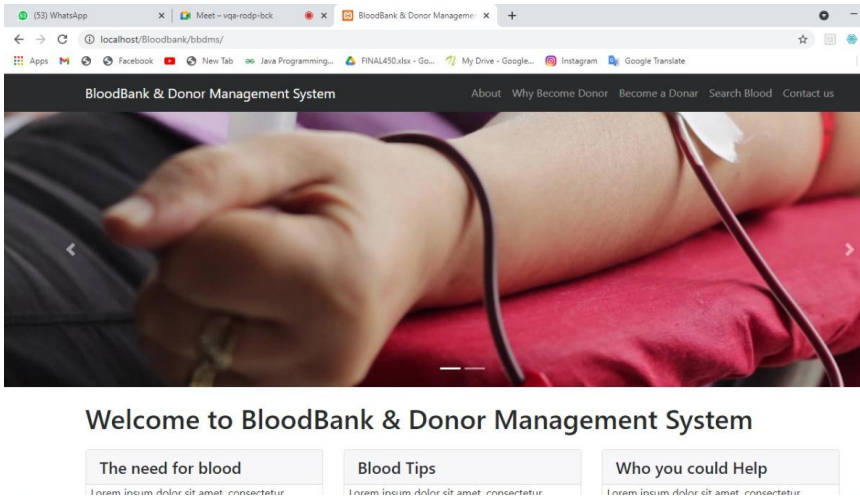 (53) WhatsApp
Meet – vqa-rodp-bck
BloodBank & Donor Managemen
localhost/Bloodbank/bbdms/
Apps Facebook New Tab Java Programming... FINAL450.xlsx - Go... My Drive - Google... Instagram Google Translate
BloodBank & Donor Management System About Why Become Donor Become a Donar Search Blood Contact us
Welcome to BloodBank & Donor Management System
The need for blood Blood Tips Who you could Help
Lorem ipsum dolor sit amet, consectetur Lorem ipsum dolor sit amet, consectetur Lorem ipsum dolor sit amet, consectetur